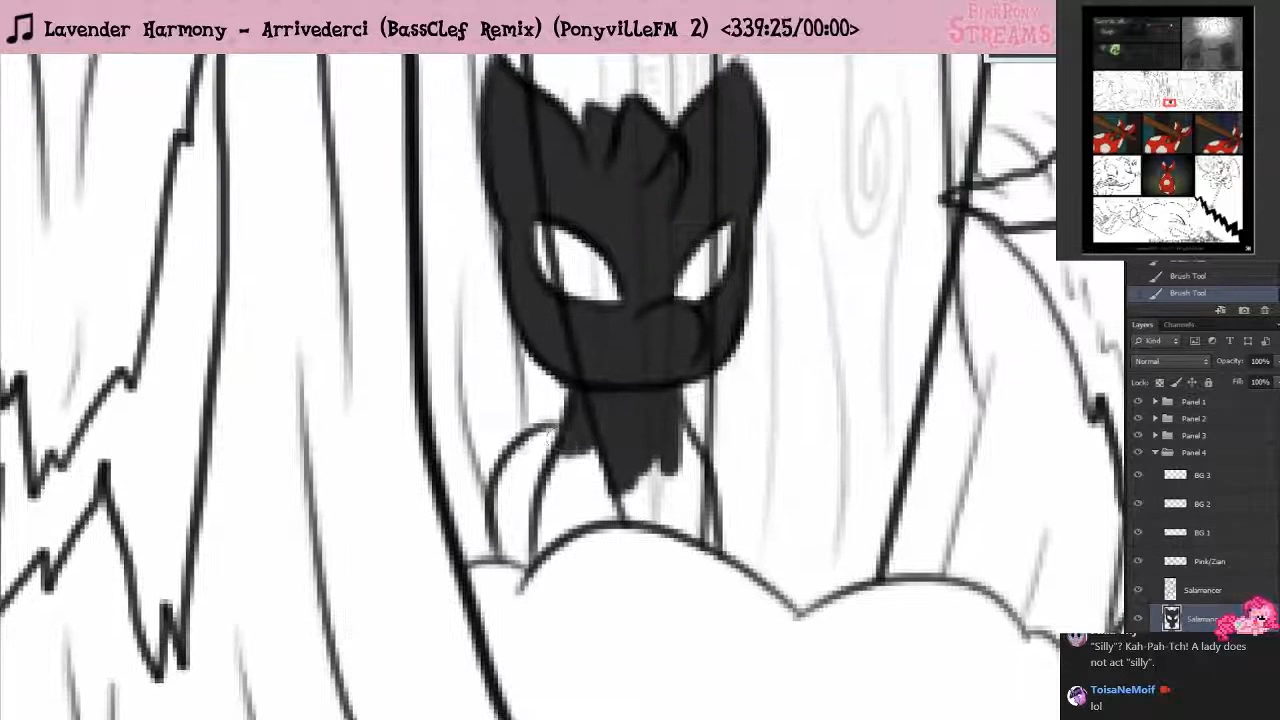 Lavender Harmony - Arrivederci (BassClef Remix) (PonyvilleFM 2) <339:25/00:00>
PinkPony
Streams
Brush Tool
Brush Tool
Layers Channels
Kind
Normal Opacity: 100%
Lock: Fill: 100%
Panel 1
Panel 2
Panel 3
Panel 4
BG 3
BG 2
BG 1
Pink/Zian
Salamancer
"Silly"? Kah-Pah-Tch! A lady does
not act "silly".
ToisaNeMoif
lol